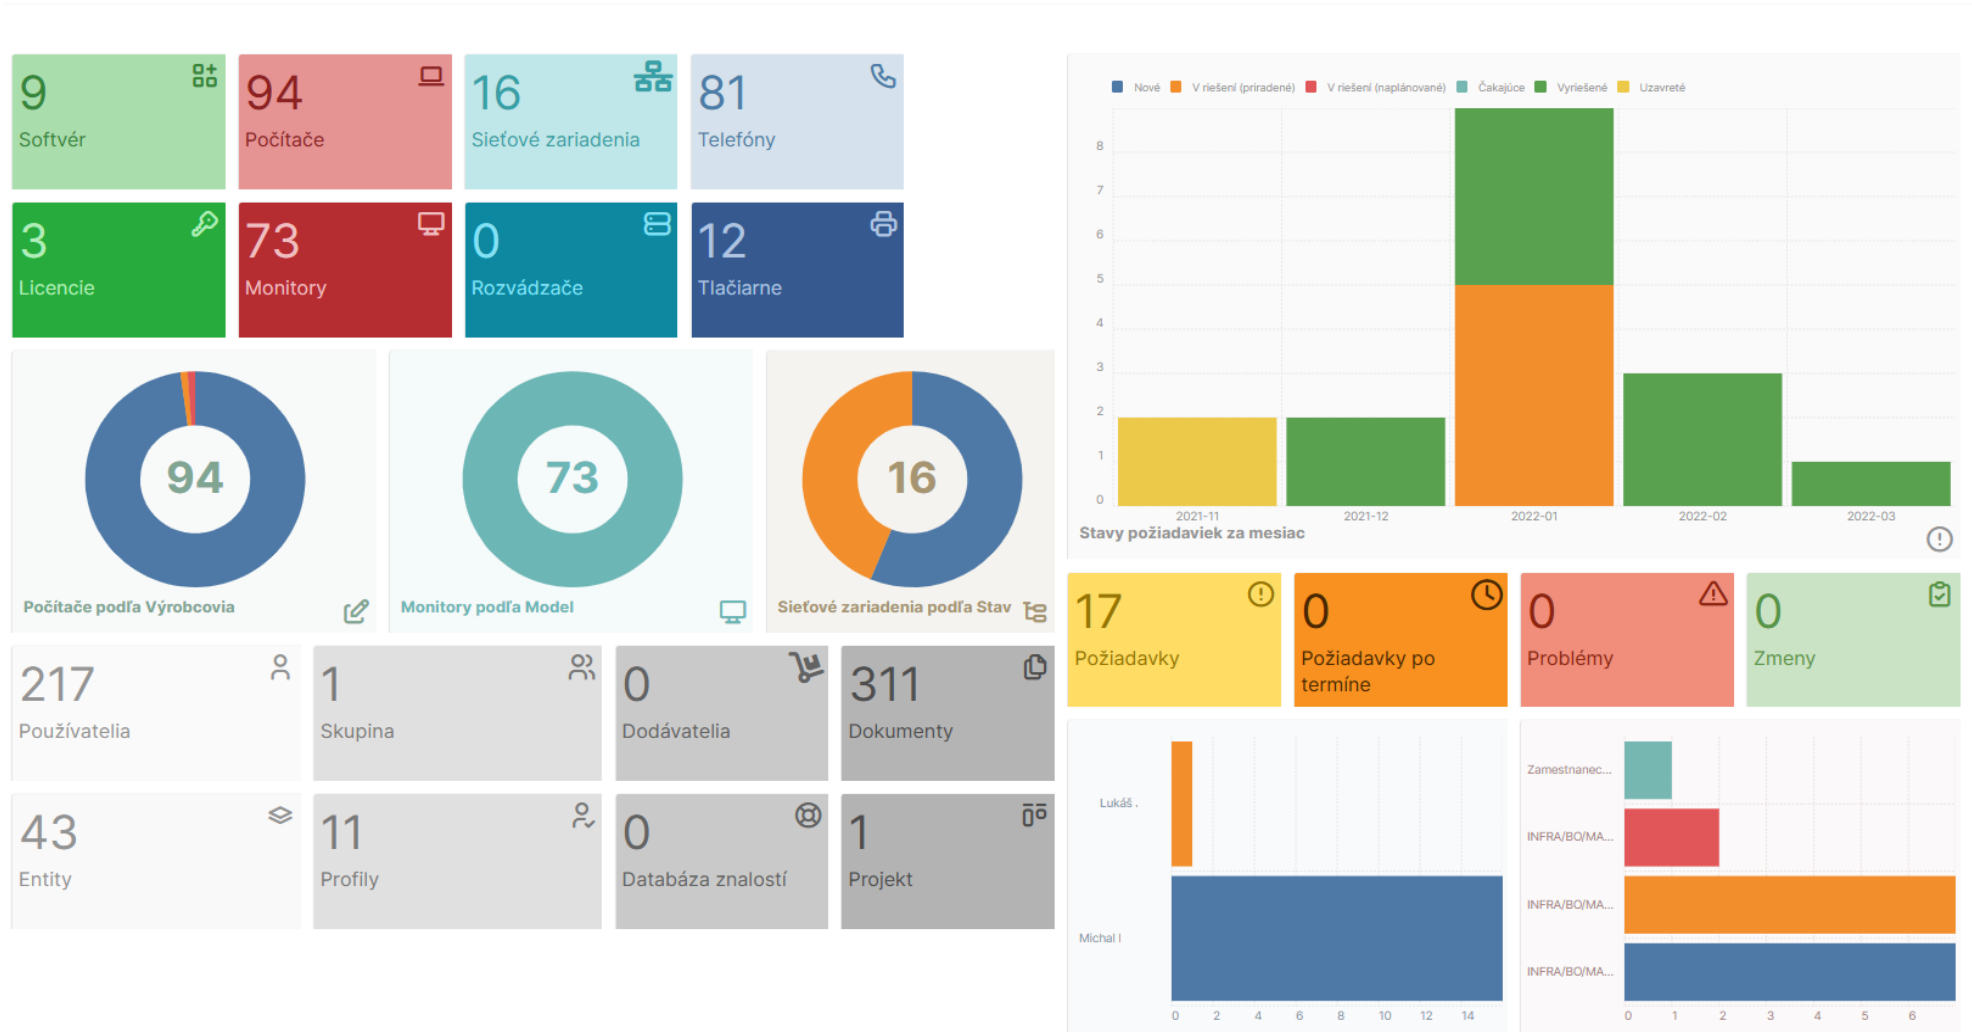 9
Softvér
94
Počítače
16
Sieťové zariadenia
81
Telefóny
3
Licencie
73
Monitory
0
Rozvádzače
12
Tlačiarne
94
Počítače podľa Výrobcovia
73
Monitory podľa Model
16
Sieťové zariadenia podľa Stav
217
Používatelia
1
Skupina
0
Dodávatelia
311
Dokumenty
43
Entity
11
Profily
0
Databáza znalostí
1
Projekt
Nové V riešení (priradené) V riešení (naplánované) Čakajúce Vyriešené Uzavreté
8
7
6
5
4
3
2
1
0
2021-11 2021-12 2022-01 2022-02 2022-03
Stavy požiadaviek za mesiac
17
Požiadavky
0
Požiadavky po
termíne
0
Problémy
0
Zmeny
Lukáš .
Michal I
0 2 4 6 8 10 12 14
Zamestnanec...
INFRA/BO/MA...
INFRA/BO/MA...
INFRA/BO/MA...
0 1 2 3 4 5 6